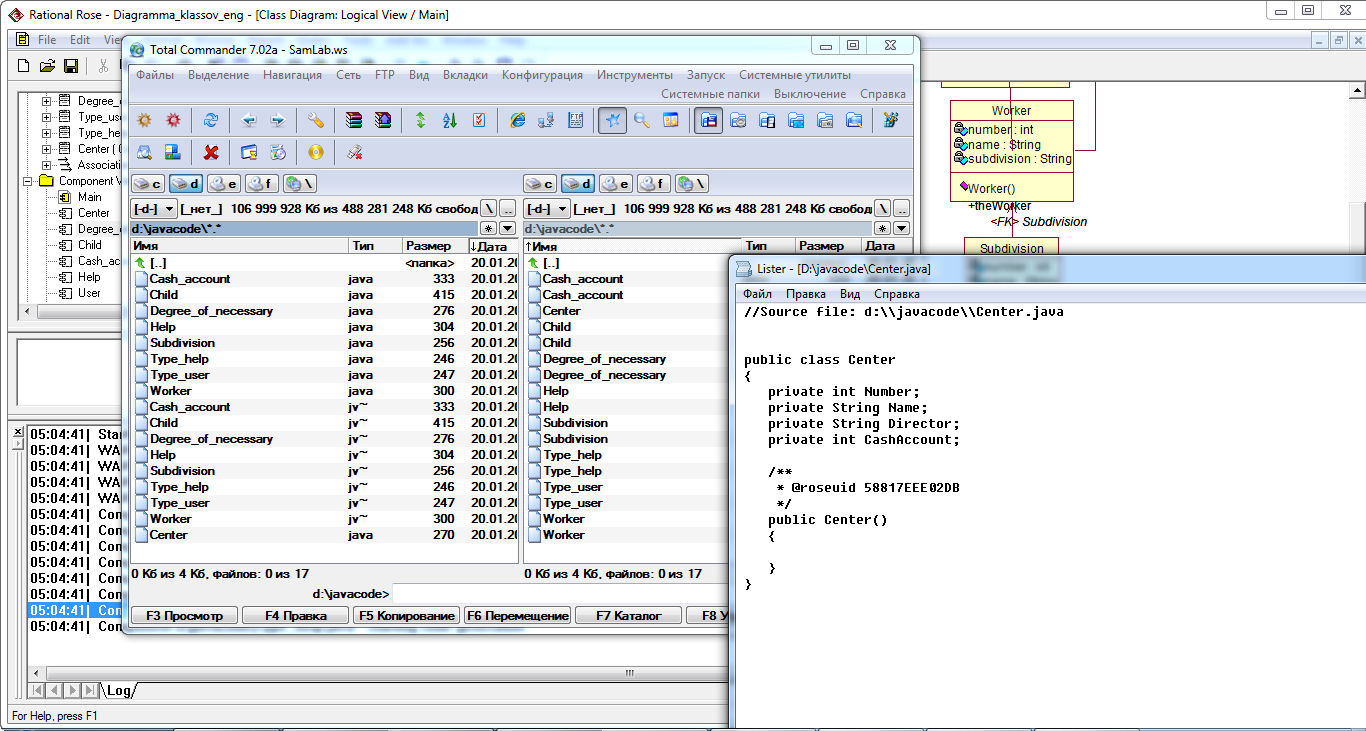 Rational Rose - Diagramma_klassov_eng - [Class Diagram: Logical View / Main]
File Edit
Degree_
Type_us
Type_he
Center (
Associati
Component V
Main
Center
Degree_
Child
Cash_ac
Help
User
Total Commander 7.02a - SamLab.ws
Файлы Выделение Навигация Сеть FTP Вид Вкладки Конфигурация Инструменты Запуск Системные утилиты
Системные папки Выключение Справка
c d e f \
c d e f \
[-d-] [_нет_] 106 999 928 Кб из 488 281 248 Кб свобод \ ..
[-d-] [_нет_] 106 999 928 Кб из 488 281 248 Кб свобод \ ..
d:\javacode\*.* *
d:\javacode\*.* *
Имя Тип Размер ↓Дата
[..] <папка> 20.01.20
Cash_account java 333 20.01.20
Child java 415 20.01.20
Degree_of_necessary java 276 20.01.20
Help java 304 20.01.20
Subdivision java 256 20.01.20
Type_help java 246 20.01.20
Type_user java 247 20.01.20
Worker java 300 20.01.20
Cash_account jv~ 333 20.01.20
Child jv~ 415 20.01.20
Degree_of_necessary jv~ 276 20.01.20
Help jv~ 304 20.01.20
Subdivision jv~ 256 20.01.20
Type_help jv~ 246 20.01.20
Type_user jv~ 247 20.01.20
Worker jv~ 300 20.01.20
Center java 270 20.01.20
0 Кб из 4 Кб, файлов: 0 из 17
↑Имя Тип Размер Дата
[..]
Cash_account
Cash_account
Center
Child
Child
Degree_of_necessary
Degree_of_necessary
Help
Help
Subdivision
Subdivision
Type_help
Type_help
Type_user
Type_user
Worker
Worker
0 Кб из 4 Кб, файлов: 0 из 17
d:\javacode>
F3 Просмотр F4 Правка F5 Копирование F6 Перемещение F7 Каталог F8 У
Worker
number : int
name : String
subdivision : String
Worker()
+theWorker
<FK> Subdivision
Subdivision
Lister - [D:\javacode\Center.java]
Файл Правка Вид Справка
//Source file: d:\\javacode\\Center.java
public class Center
{
private int Number;
private String Name;
private String Director;
private int CashAccount;
/**
* @roseuid 58817EEE02DB
*/
public Center()
{
}
}
05:04:41| Star
05:04:41| WA
05:04:41| WA
05:04:41| WA
05:04:41| WA
05:04:41| Con
05:04:41| Con
05:04:41| Con
05:04:41| Con
05:04:41| Con
05:04:41| Con
05:04:41| Con
05:04:41| Con
Log
For Help, press F1